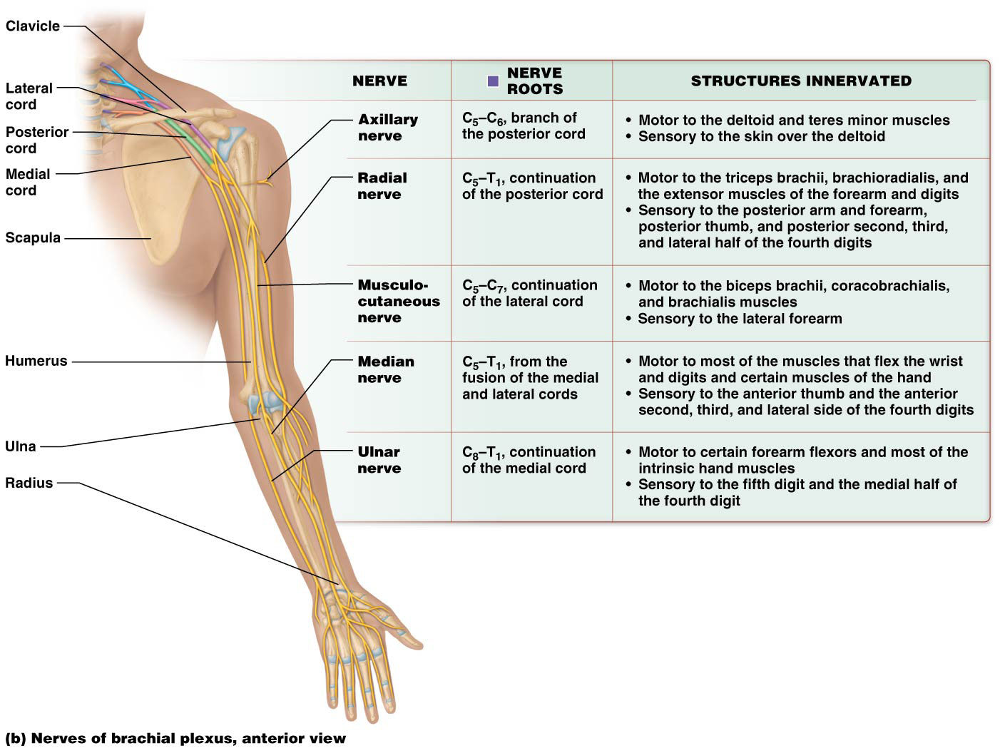 Clavicle
Lateral
cord
Posterior
cord
Medial
cord
Scapula
Humerus
Ulna
Radius
NERVE
NERVE
ROOTS
STRUCTURES INNERVATED
Axillary
nerve
C5–C6, branch of
the posterior cord
• Motor to the deltoid and teres minor muscles
• Sensory to the skin over the deltoid
Radial
nerve
C5–T1, continuation
of the posterior cord
• Motor to the triceps brachii, brachioradialis, and
the extensor muscles of the forearm and digits
• Sensory to the posterior arm and forearm,
posterior thumb, and posterior second, third,
and lateral half of the fourth digits
Musculo-
cutaneous
nerve
C5–C7, continuation
of the lateral cord
• Motor to the biceps brachii, coracobrachialis,
and brachialis muscles
• Sensory to the lateral forearm
Median
nerve
C5–T1, from the
fusion of the medial
and lateral cords
• Motor to most of the muscles that flex the wrist
and digits and certain muscles of the hand
• Sensory to the anterior thumb and the anterior
second, third, and lateral side of the fourth digits
Ulnar
nerve
C8–T1, continuation
of the medial cord
• Motor to certain forearm flexors and most of the
intrinsic hand muscles
• Sensory to the fifth digit and the medial half of
the fourth digit
(b) Nerves of brachial plexus, anterior view